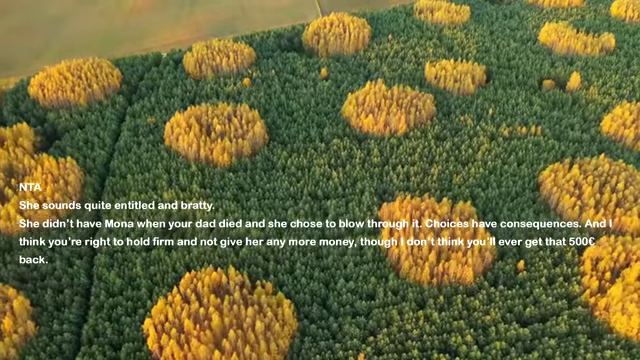 NTA
She sounds quite entitled and bratty.
She didn't have Mona when your dad died and she chose to blow through it. Choices have consequences. And I
think you're right to hold firm and not give her any more money, though I don't think you'll ever get that 500€
back.